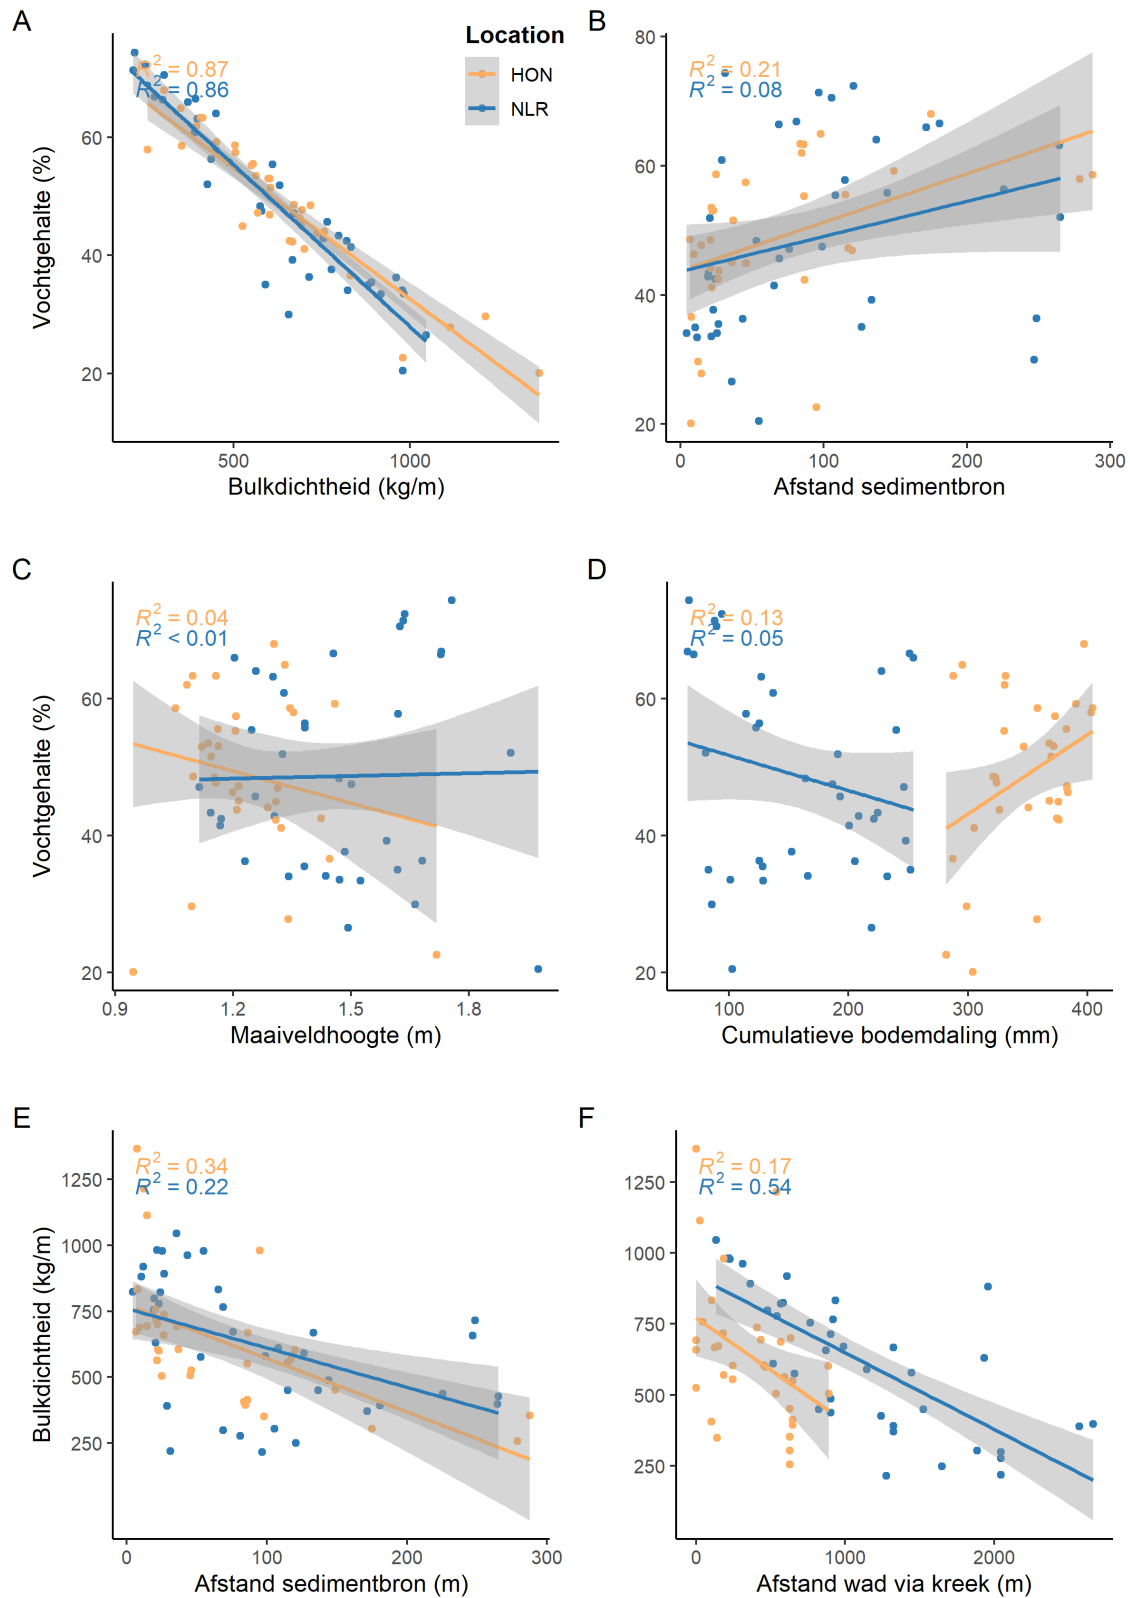 A
Location
HON
NLR
R2 = 0.87
R2 = 0.86
Vochtgehalte (%)
60
40
20
500
1000
Bulkdichtheid (kg/m)
B
R2 = 0.21
R2 = 0.08
80
60
40
20
0
100
200
300
Afstand sedimentbron
C
R2 = 0.04
R2 < 0.01
Vochtgehalte (%)
60
40
20
0.9
1.2
1.5
1.8
Maaiveldhoogte (m)
D
R2 = 0.13
R2 = 0.05
60
40
20
100
200
300
400
Cumulatieve bodemdaling (mm)
E
R2 = 0.34
R2 = 0.22
Bulkdichtheid (kg/m)
1250
1000
750
500
250
0
100
200
300
Afstand sedimentbron (m)
F
R2 = 0.17
R2 = 0.54
1250
1000
750
500
250
0
1000
2000
Afstand wad via kreek (m)